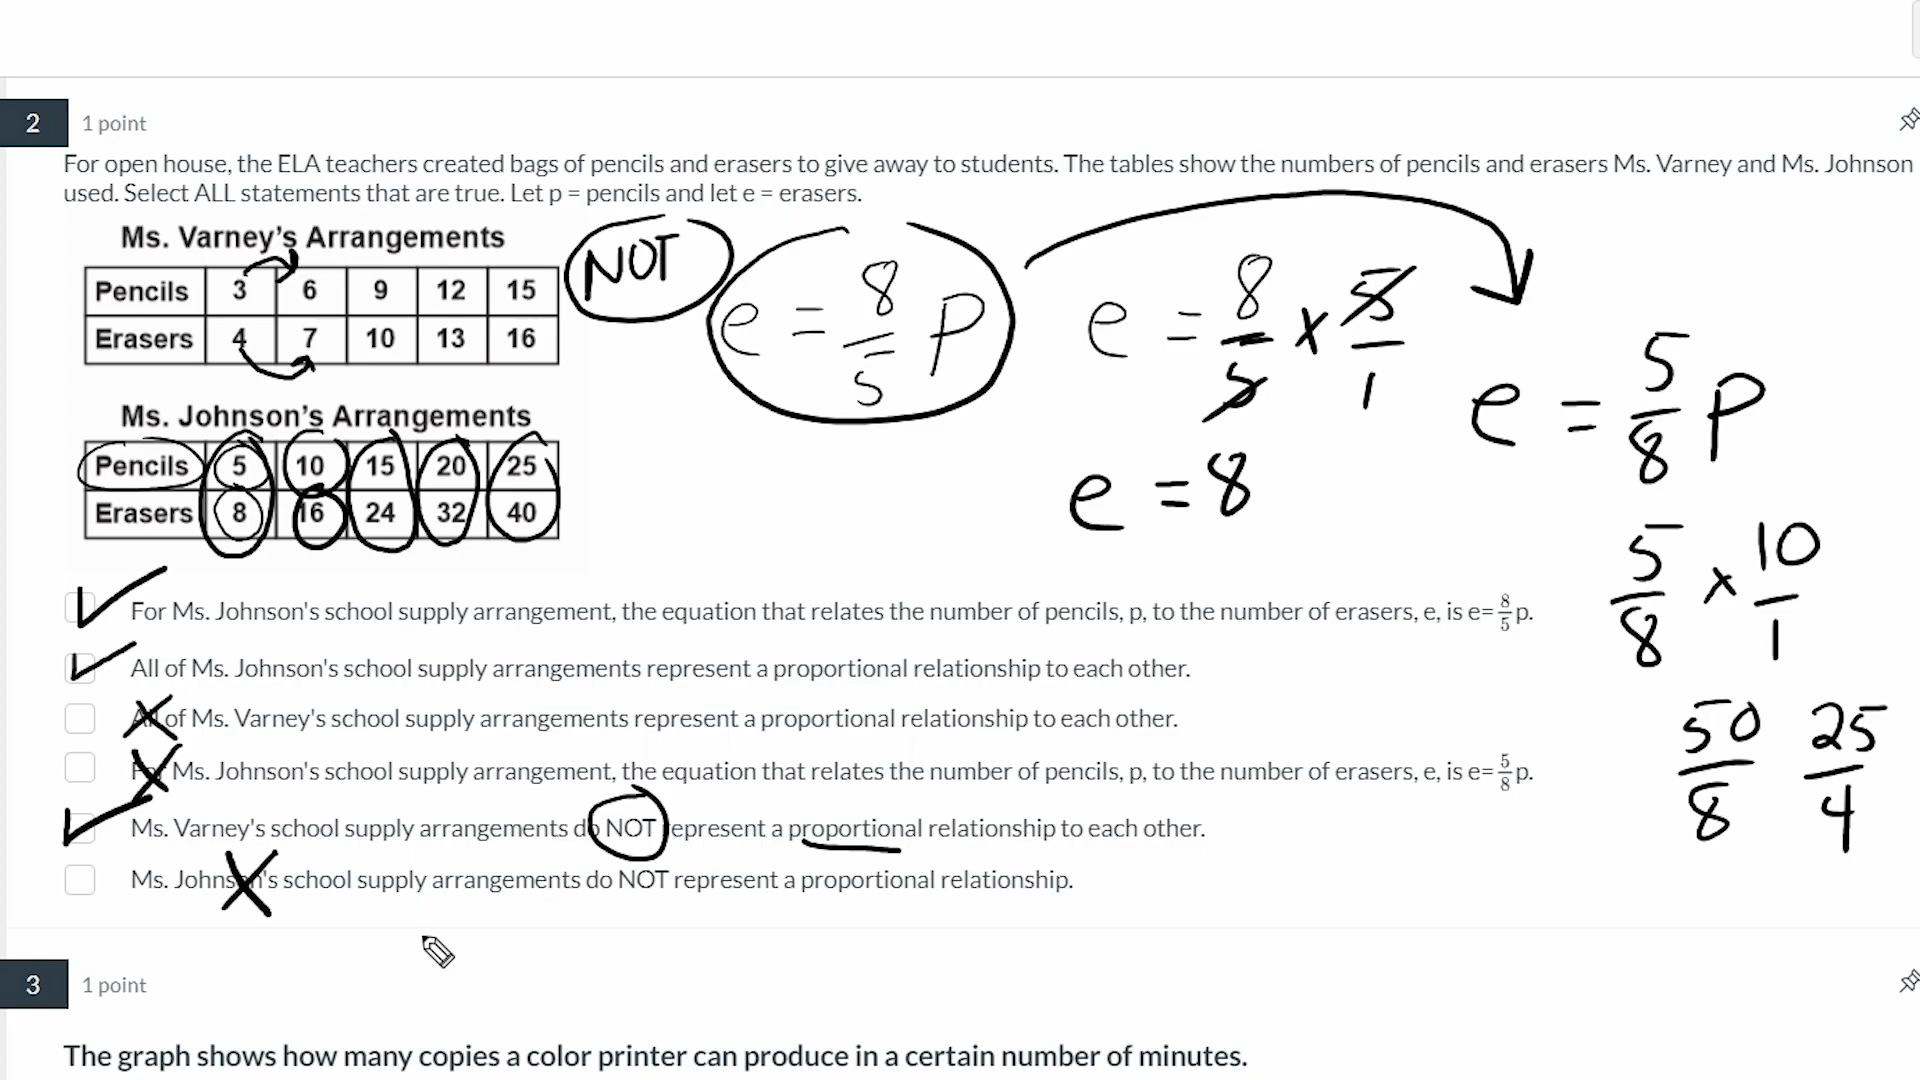 2 1 point
For open house, the ELA teachers created bags of pencils and erasers to give away to students. The tables show the numbers of pencils and erasers Ms. Varney and Ms. Johnson
used. Select ALL statements that are true. Let p = pencils and let e = erasers.
Ms. Varney's Arrangements
Pencils 3 6 9 12 15
Erasers 4 7 10 13 16
NOT
e = 8/5 p
e = 8/5 x 5/1
e = 8
e = 5/8 p
5/8 x 10/1
50/8 25/4
Ms. Johnson's Arrangements
Pencils 5 10 15 20 25
Erasers 8 16 24 32 40
For Ms. Johnson's school supply arrangement, the equation that relates the number of pencils, p, to the number of erasers, e, is e= 8/5 p.
All of Ms. Johnson's school supply arrangements represent a proportional relationship to each other.
All of Ms. Varney's school supply arrangements represent a proportional relationship to each other.
For Ms. Johnson's school supply arrangement, the equation that relates the number of pencils, p, to the number of erasers, e, is e= 5/8 p.
Ms. Varney's school supply arrangements do NOT represent a proportional relationship to each other.
Ms. Johnson's school supply arrangements do NOT represent a proportional relationship.
3 1 point
The graph shows how many copies a color printer can produce in a certain number of minutes.